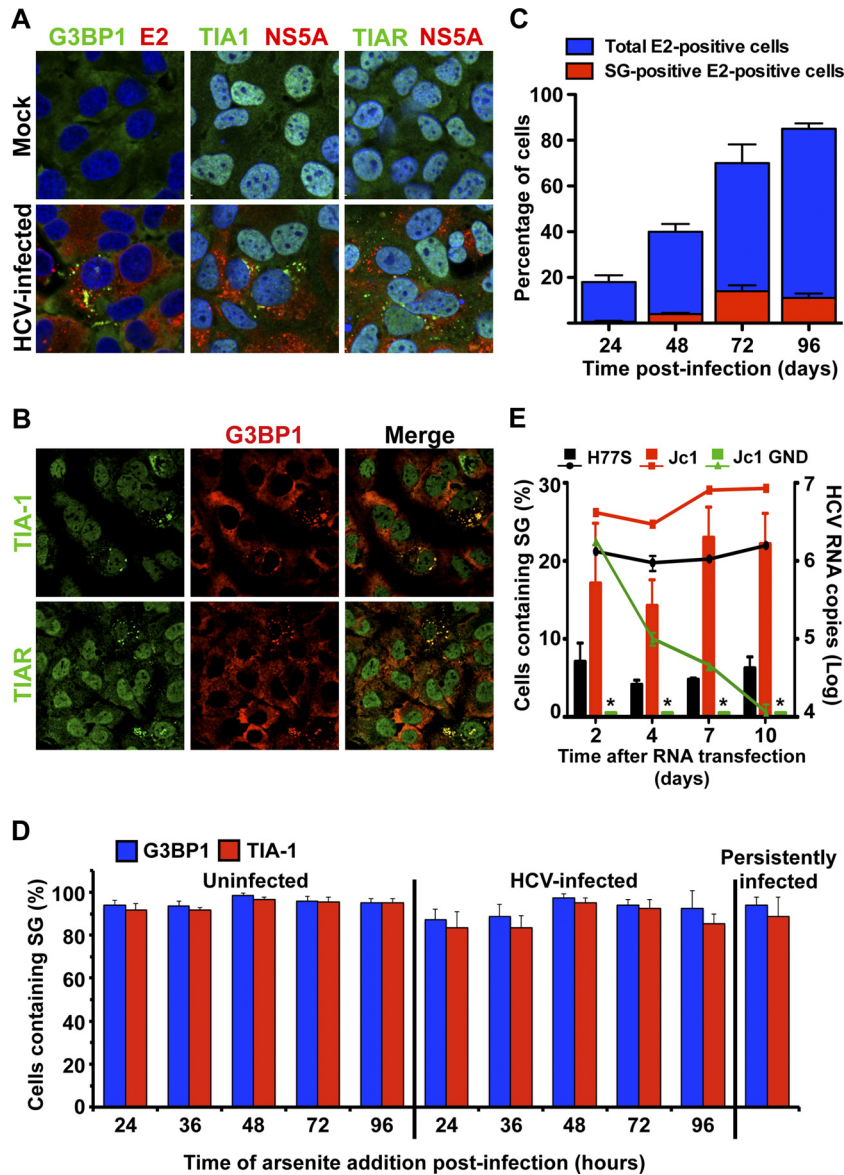 A
G3BP1 E2
TIA1 NS5A
TIAR NS5A
Mock
HCV-infected
C
Total E2-positive cells
SG-positive E2-positive cells
Percentage of cells
100
80
60
40
20
24 48 72 96
Time post-infection (days)
B
G3BP1 Merge
TIA-1
TIAR
E
H77S Jc1 Jc1 GND
Cells containing SG (%)
30
20
10
0
HCV RNA copies (Log)
7
6
5
4
* * * *
2 4 7 10
Time after RNA transfection
(days)
D
G3BP1 TIA-1
Uninfected
HCV-infected
Persistently
infected
Cells containing SG (%)
100
80
60
40
20
0
24 36 48 72 96 24 36 48 72 96
Time of arsenite addition post-infection (hours)